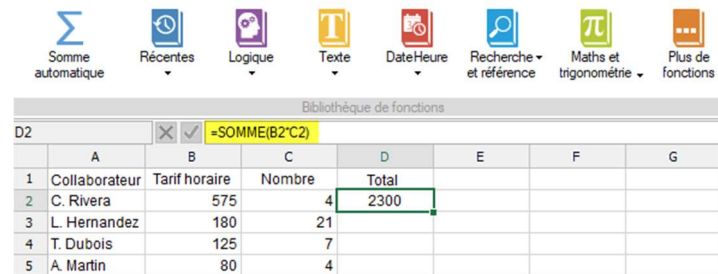 Somme automatique
Récentes
Logique
Texte
DateHeure
Recherche et référence
Maths et trigonométrie
Plus de fonctions
Bibliothèque de fonctions
D2 =SOMME(B2*C2)
A B C D E F G
1 Collaborateur Tarif horaire Nombre Total
2 C. Rivera 575 4 2300
3 L. Hernandez 180 21
4 T. Dubois 125 7
5 A. Martin 80 4